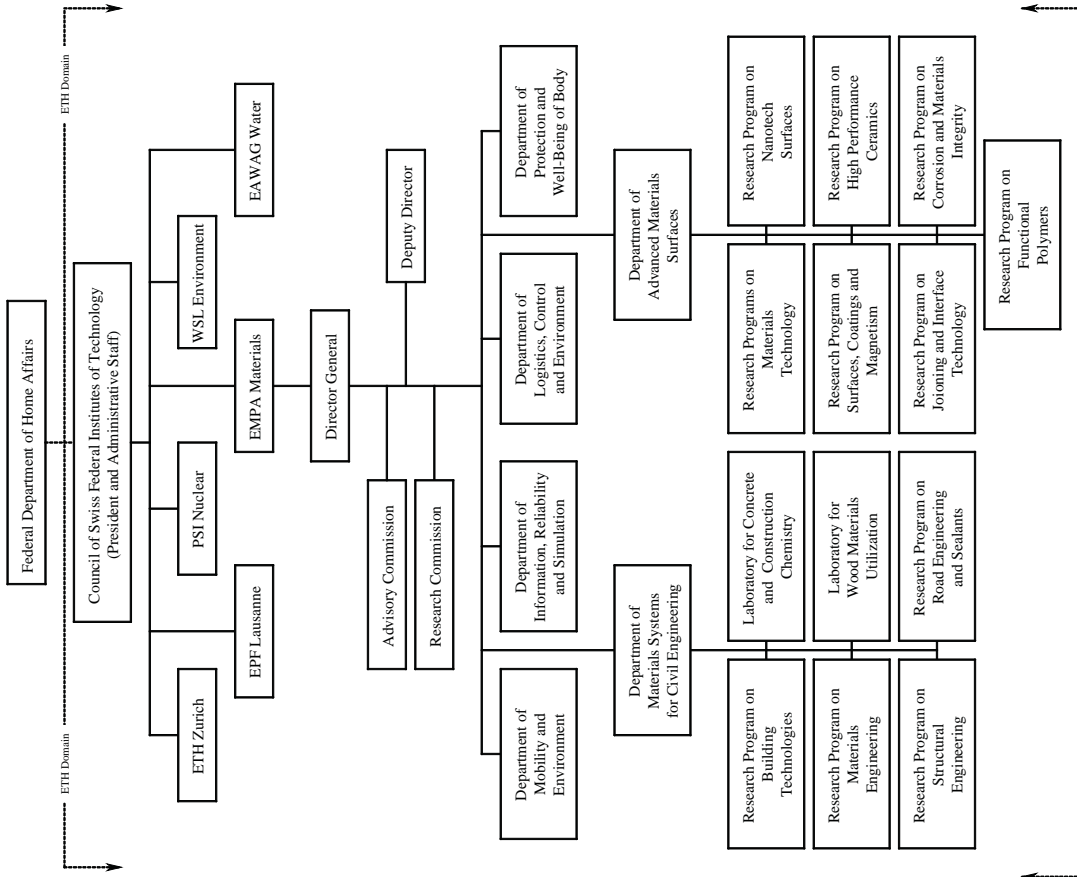 Federal Department of Home Affairs
ETH Domain
ETH Domain
Council of Swiss Federal Institutes of Technology
(President and Administrative Staff)
ETH Zurich
PSI Nuclear
WSL Environment
EPF Lausanne
EMPA Materials
EAWAG Water
Director General
Advisory Commission
Deputy Director
Research Commission
Department of
Mobility and
Environment
Department of
Information, Reliability
and Simulation
Department of
Logistics, Control
and Environment
Department of
Protection and
Well-Being of Body
Department of
Materials Systems
for Civil Engineering
Department of
Advanced Materials
Surfaces
Research Program on
Building
Technologies
Laboratory for Concrete
and Construction
Chemistry
Research Programs on
Materials
Technology
Research Program on
Nanotech
Surfaces
Research Program on
Materials
Engineering
Laboratory for
Wood Materials
Utilization
Research Program on
Surfaces, Coatings and
Magnetism
Research Program on
High Performance
Ceramics
Research Program on
Structural
Engineering
Research Program on
Road Engineering
and Sealants
Research Program on
Joioning and Interface
Technology
Research Program on
Corrosion and Materials
Integrity
Research Program on
Functional
Polymers